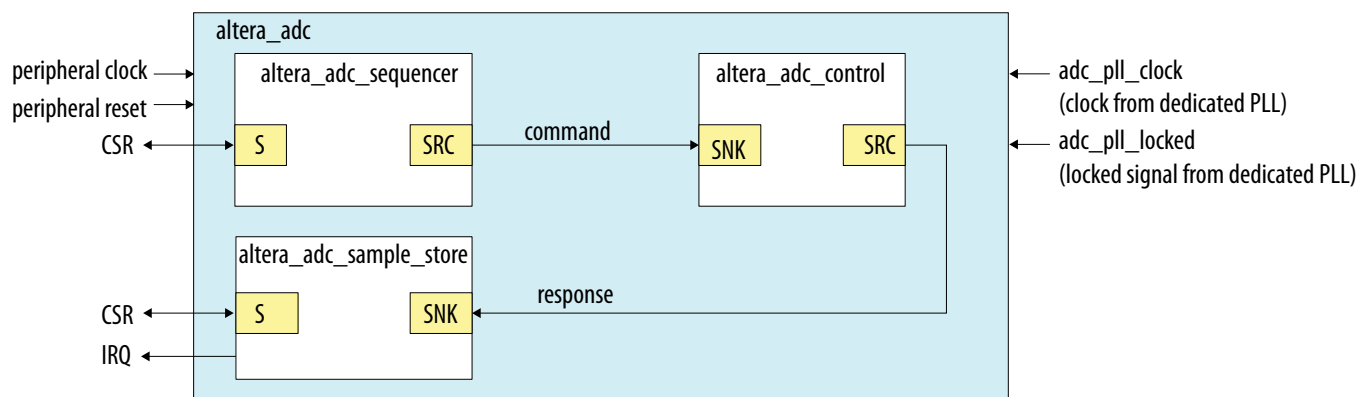 altera_adc
peripheral clock
peripheral reset
CSR
altera_adc_sequencer
S
SRC
command
altera_adc_control
SNK
SRC
adc_pll_clock
(clock from dedicated PLL)
adc_pll_locked
(locked signal from dedicated PLL)
altera_adc_sample_store
CSR
S
SNK
response
IRQ